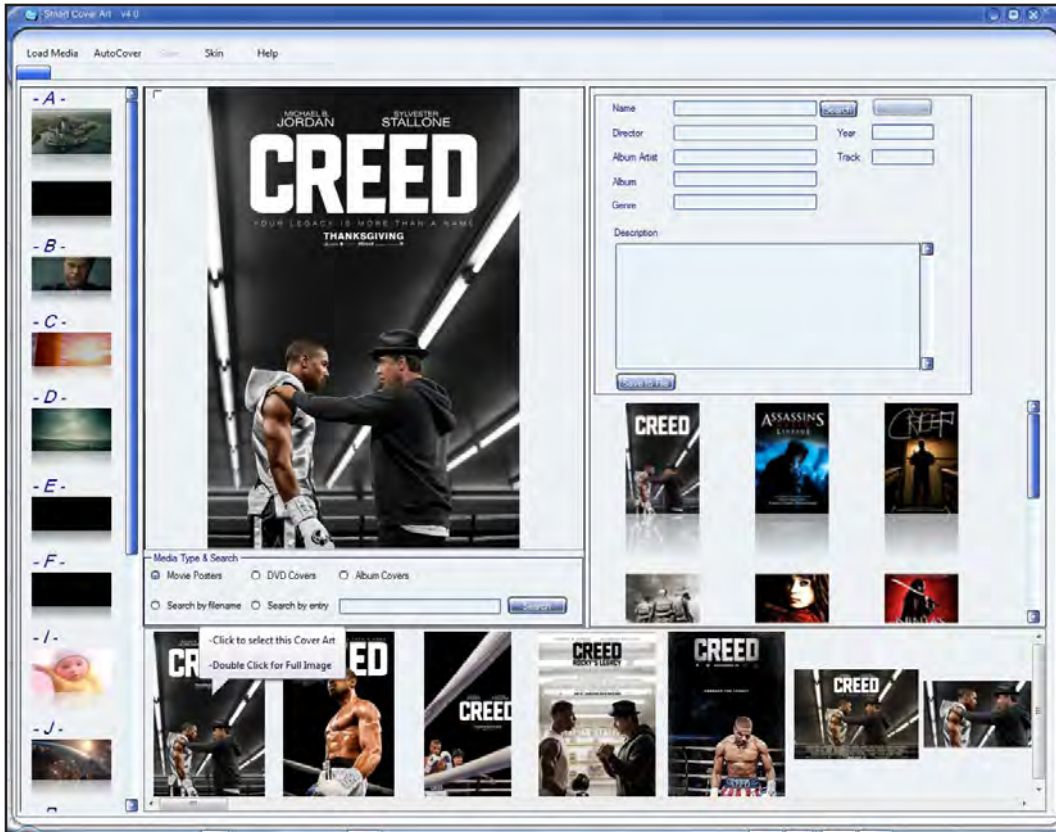 Smart Cover Art v4.0
Load Media AutoCover Skin Help
- A -
- B -
- C -
- D -
- E -
- F -
- I -
- J -
MICHAEL B. JORDAN SYLVESTER STALLONE
CREED
YOUR LEGACY IS MORE THAN A NAME
THANKSGIVING
Name Search
Director Year
Album Artist Track
Album
Genre
Description
Save to File
CREED
ASSASSINS
LINEAGE
CREEP
Media Type & Search
Movie Posters DVD Covers Album Covers
Search by filename Search by entry Search
-Click to select this Cover Art
-Double Click for Full Image
CREED
ROCKY'S LEGACY
CREED
CREED
CREED